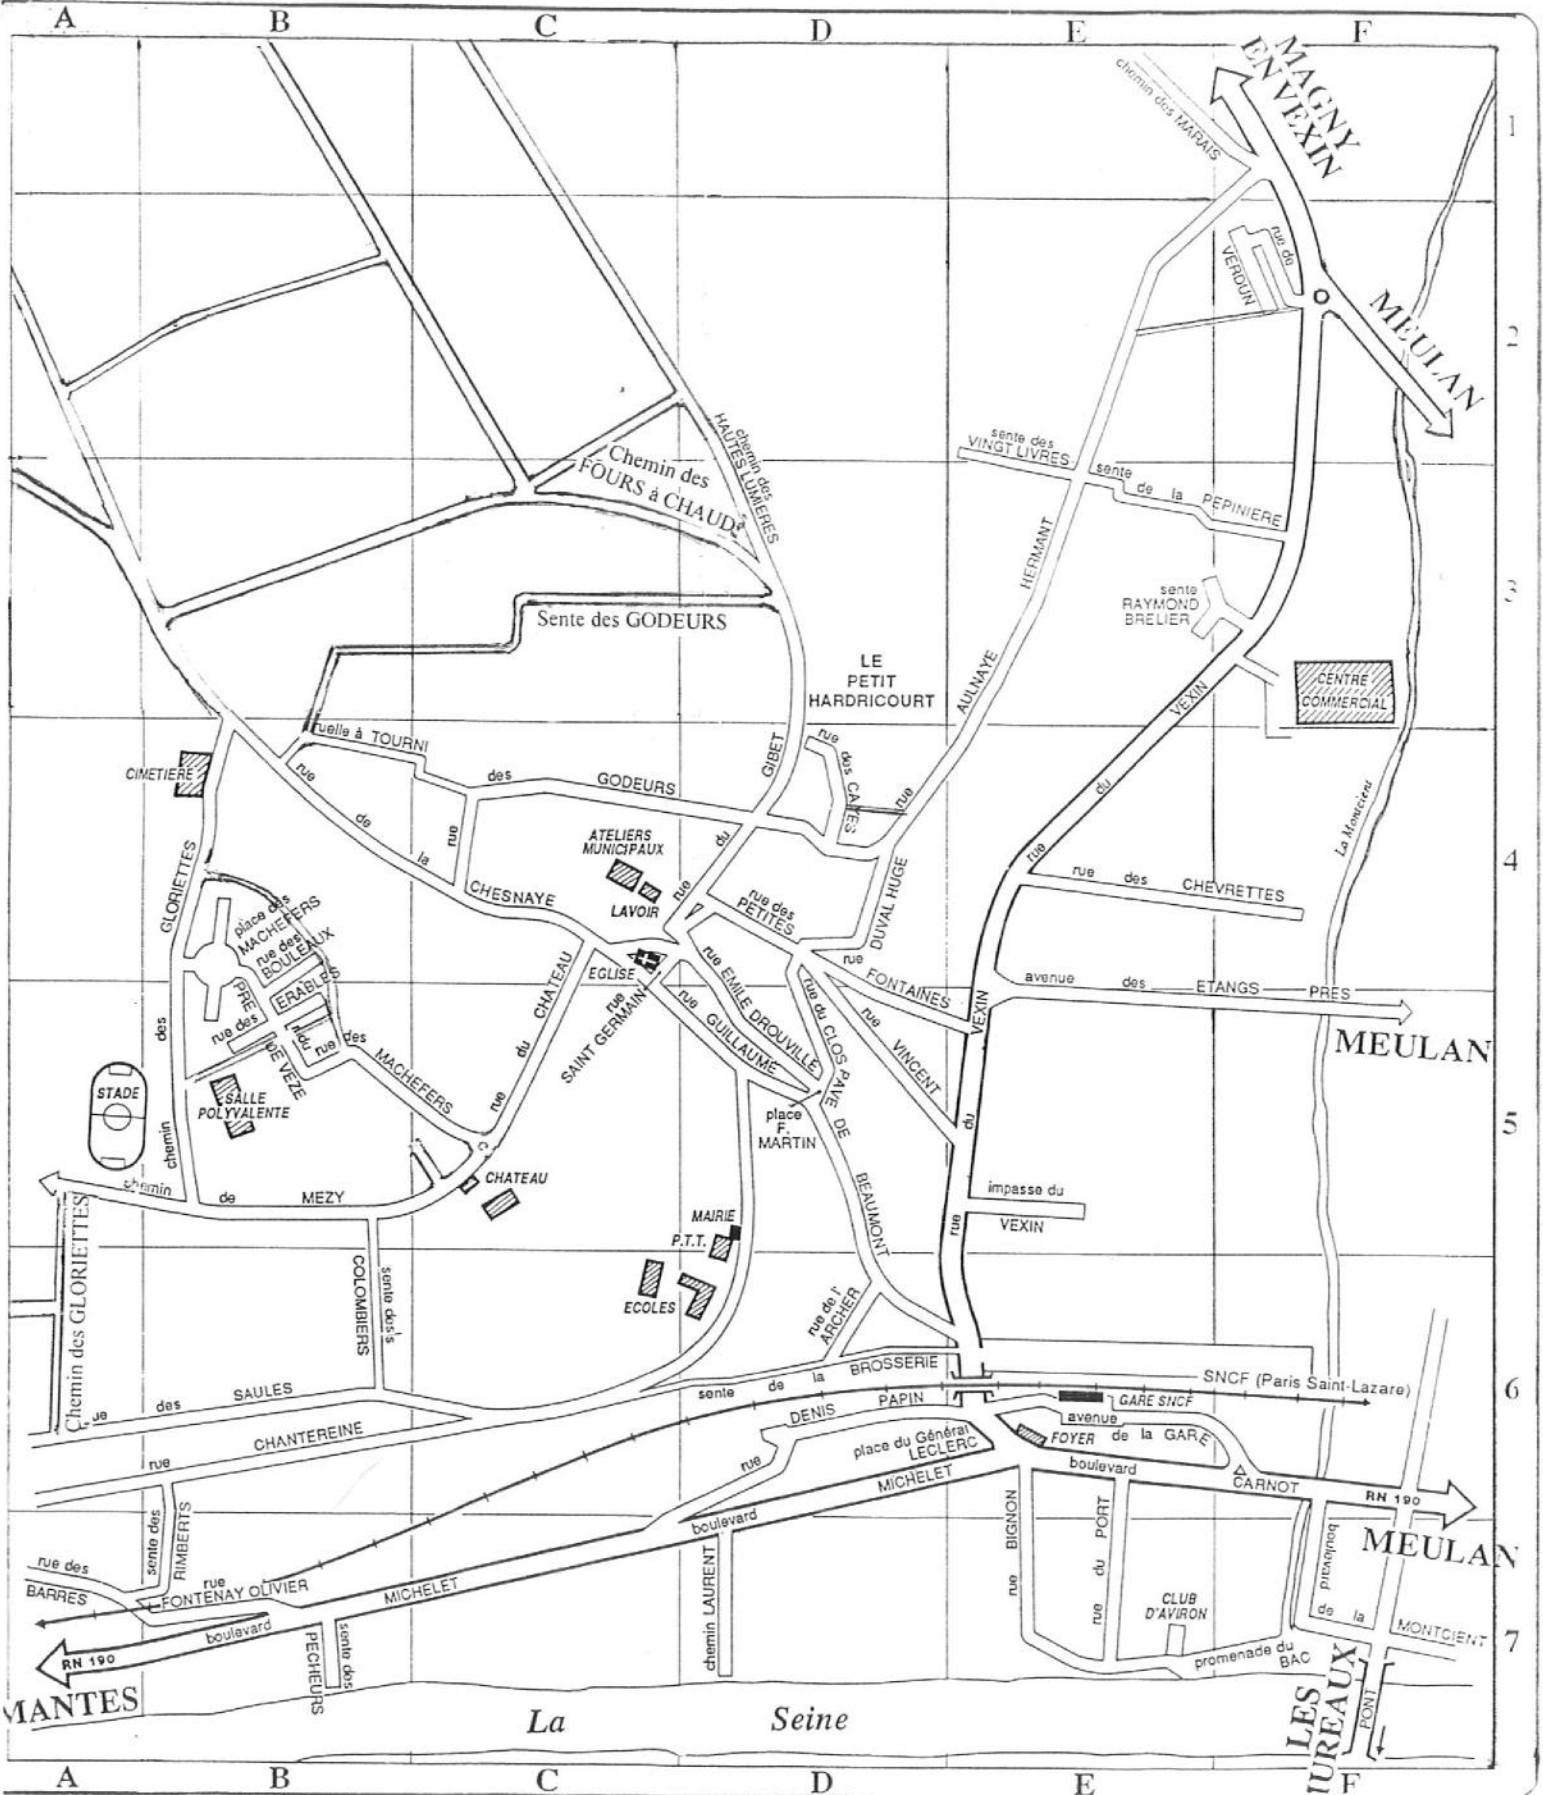 A B C D E F
1
2
3
4
5
6
7
chemin des MARAIS
MAGNY
EN VEXIN
rue de
VERDUN
MEULAN
chemin des
HAUTES LUMIERES
Chemin des
FOURS à CHAUD
sente des
VINGT LIVRES
sente
de la PEPINIERE
HERMANT
sente
RAYMOND
BRELIER
Sente des GODEURS
LE
PETIT
HARDRICOURT
AULNAYE
rue
VEXIN
du
rue
CENTRE
COMMERCIAL
ruelle à TOURNI
CIMETIERE
rue
de
la
CHESNAYE
rue
des GODEURS
GIBET
du
rue
rue
des CAVES
ATELIERS
MUNICIPAUX
LAVOIR
La Montcient
rue des CHEVRETTES
GLORIETTES
des
chemin
place des
MACHEFERS
rue des
BOULEAUX
rue des
ERABLES
PRE
DE VEZE
du
rue des
MACHEFERS
rue des
PETITES
FONTAINES
rue
DUVAL HUGE
EGLISE
rue
SAINT GERMAIN
CHATEAU
du
rue
rue EMILE DROUVILLE
rue
GUILLAUME
rue du CLOS PAVE DE
BEAUMONT
rue
VINCENT
avenue des ETANGS PRES
MEULAN
VEXIN
du
rue
STADE
SALLE
POLYVALENTE
place
F.
MARTIN
CHATEAU
chemin de MEZY
impasse du
VEXIN
MAIRIE
P.T.T.
ECOLES
Chemin des GLORIETTES
COLOMBIERS
sente des's
rue de l'
ARCHER
sente de la BROSSERIE
SNCF (Paris Saint-Lazare)
GARE SNCF
ue des SAULES
rue CHANTEREINE
rue DENIS PAPIN
place du Général
LECLERC
avenue
de la GARE
FOYER
boulevard CARNOT
RN 190
MEULAN
boulevard MICHELET
sente des
RIMBERTS
rue des
BARRES
rue
FONTENAY OLIVIER
boulevard MICHELET
RN 190
MANTES
PECHEURS
sente des
chemin LAURENT
rue BIGNON
rue du PORT
CLUB
D'AVIRON
promenade du
BAC
boulevard
de la MONTCIENT
PONT
LES
MUREAUX
La Seine
A B C D E F